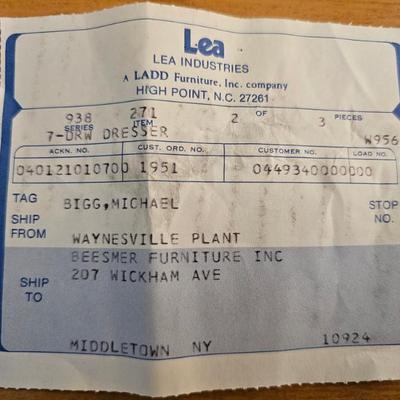 Lea
LEA INDUSTRIES
A LADD Furniture, Inc. company
HIGH POINT, N.C. 27261
938 271 2 OF 3 PIECES
SERIES ITEM
7-DRW DRESSER W956
ACKN. NO. CUST. ORD. NO. CUSTOMER NO. LOAD NO.
040121010700 1951 0449340000000
TAG BIGG,MICHAEL STOP NO.
SHIP FROM WAYNESVILLE PLANT
BEESMER FURNITURE INC
SHIP TO 207 WICKHAM AVE
MIDDLETOWN NY 10924